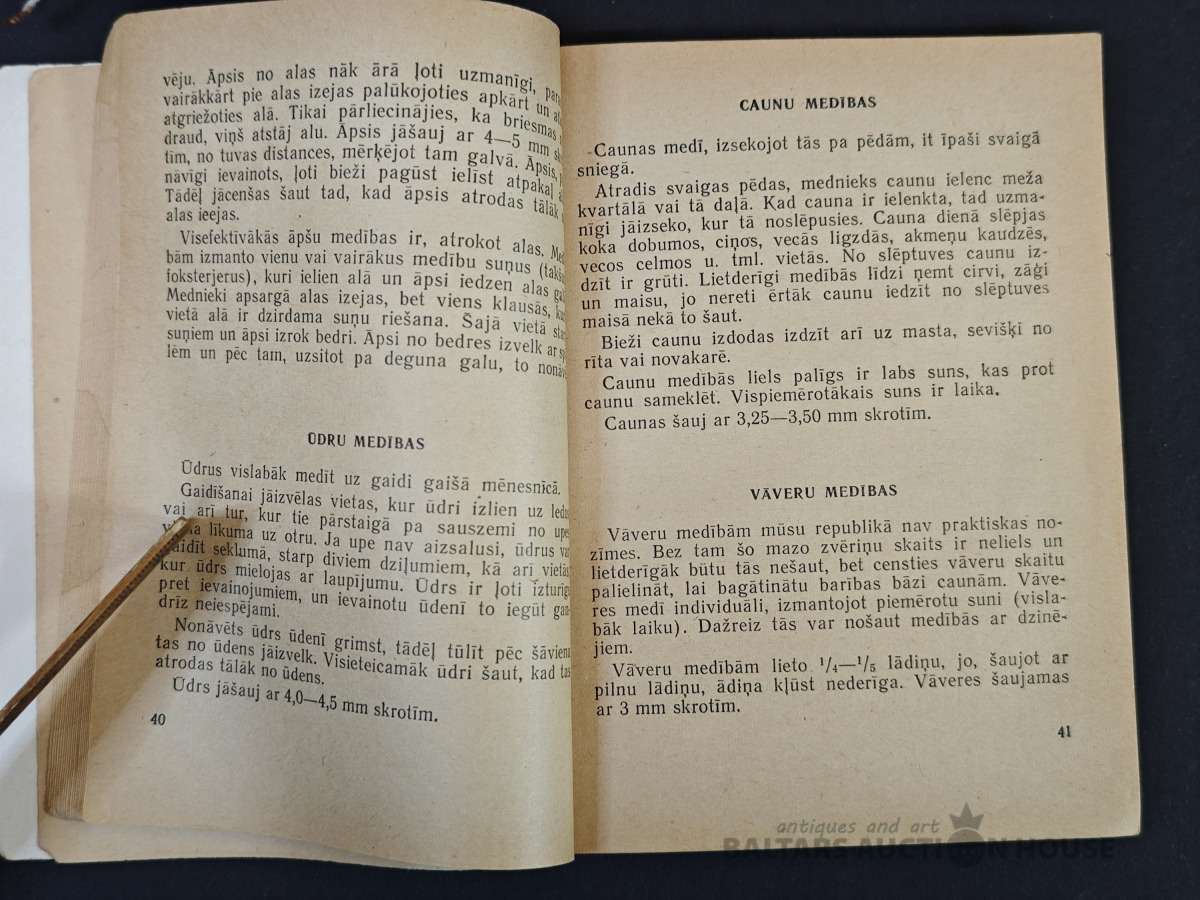 vēju. Āpsis no alas nāk ārā ļoti uzmanīgi,
vairākkārt pie alas izejas palūkojoties apkārt un
atgriežoties alā. Tikai pārliecinājies, ka briesmas
draud, viņš atstāj alu. Āpsis jāšauj ar 4—5 mm
tīm, no tuvas distances, mērķējot tam galvā. Āpsis,
nāvīgi ievainots, ļoti bieži pagūst ielīst atpakaļ
Tādēļ jācenšas šaut tad, kad āpsis atrodas tālāk
alas ieejas.
Visefektīvākās āpšu medības ir, atrokot alas.
bām izmanto vienu vai vairākus medību suņus
foksterjerus), kuri ielien alā un āpsi iedzen alas
Mednieki apsargā alas izejas, bet viens klausās,
vietā alā ir dzirdama suņu riešana. Šajā vietā
suņiem un āpsi izrok bedri. Āpsi no bedres izvelk ar
lēm un pēc tam, uzsitot pa deguna galu, to
ŪDRU MEDĪBAS
Ūdrus vislabāk medīt uz gaidi gaišā mēnesnīcā.
Gaidīšanai jāizvēlas vietas, kur ūdri izlien uz
vai arī tur, kur tie pārstaigā pa sauszemi no upes
līkuma uz otru. Ja upe nav aizsalusi, ūdrus
seklumā, starp diviem dziļumiem, kā arī vietās,
kur ūdrs mielojas ar laupījumu. Ūdrs ir ļoti izturīgs
pret ievainojumiem, un ievainotu ūdenī to iegūt gan-
drīz neiespējami.
Nonāvēts ūdrs ūdenī grimst, tādēļ tūlīt pēc šāviena
tas no ūdens jāizvelk. Visieteicamāk ūdri šaut, kad tas
atrodas tālāk no ūdens.
Ūdrs jāšauj ar 4,0—4,5 mm skrotīm.
40
CAUNU MEDĪBAS
Caunas medī, izsekojot tās pa pēdām, it īpaši svaigā
sniegā.
Atradis svaigas pēdas, mednieks caunu ielenc meža
kvartālā vai tā daļā. Kad cauna ir ielenkta, tad uzma-
nīgi jāizseko, kur tā noslēpusies. Cauna dienā slēpjas
koka dobumos, ciņos, vecās ligzdās, akmeņu kaudzēs,
vecos celmos u. tml. vietās. No slēptuves caunu iz-
dzīt ir grūti. Lietderīgi medībās līdzi ņemt cirvi, zāģi
un maisu, jo nereti ērtāk caunu iedzīt no slēptuves
maisā nekā to šaut.
Bieži caunu izdodas izdzīt arī uz masta, sevišķi no
rīta vai novakarē.
Caunu medībās liels palīgs ir labs suns, kas prot
caunu sameklēt. Vispiemērotākais suns ir laika.
Caunas šauj ar 3,25—3,50 mm skrotīm.
VĀVERU MEDĪBAS
Vāveru medībām mūsu republikā nav praktiskas no-
zīmes. Bez tam šo mazo zvēriņu skaits ir neliels un
lietderīgāk būtu tās nešaut, bet censties vāveru skaitu
palielināt, lai bagātinātu barības bāzi caunām. Vāve-
res medī individuāli, izmantojot piemērotu suni (visla-
bāk laiku). Dažreiz tās var nošaut medībās ar dzinē-
jiem.
Vāveru medībām lieto 1/4—1/5 lādiņu, jo, šaujot ar
pilnu lādiņu, ādiņa kļūst nederīga. Vāveres šaujamas
ar 3 mm skrotīm.
41
antiques and art
BALTARS AUCTION HOUSE